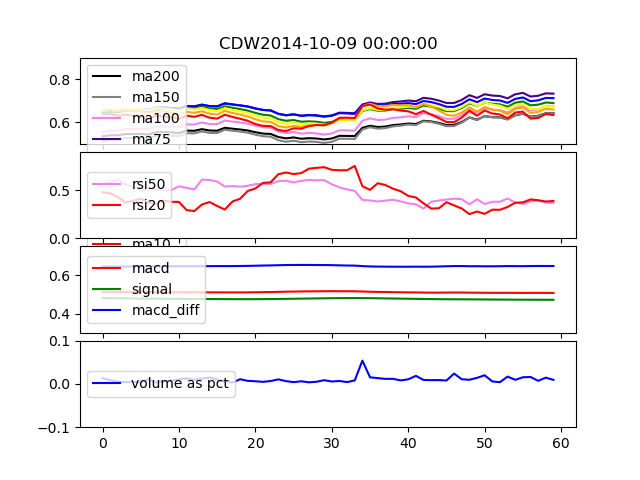 CDW2014-10-09 00:00:00
0.8
0.6
ma200
ma150
ma100
ma75
0.5
0.0
rsi50
rsi20
ma10
0.6
0.4
macd
signal
macd_diff
0.1
0.0
−0.1
volume as pct
0 10 20 30 40 50 60